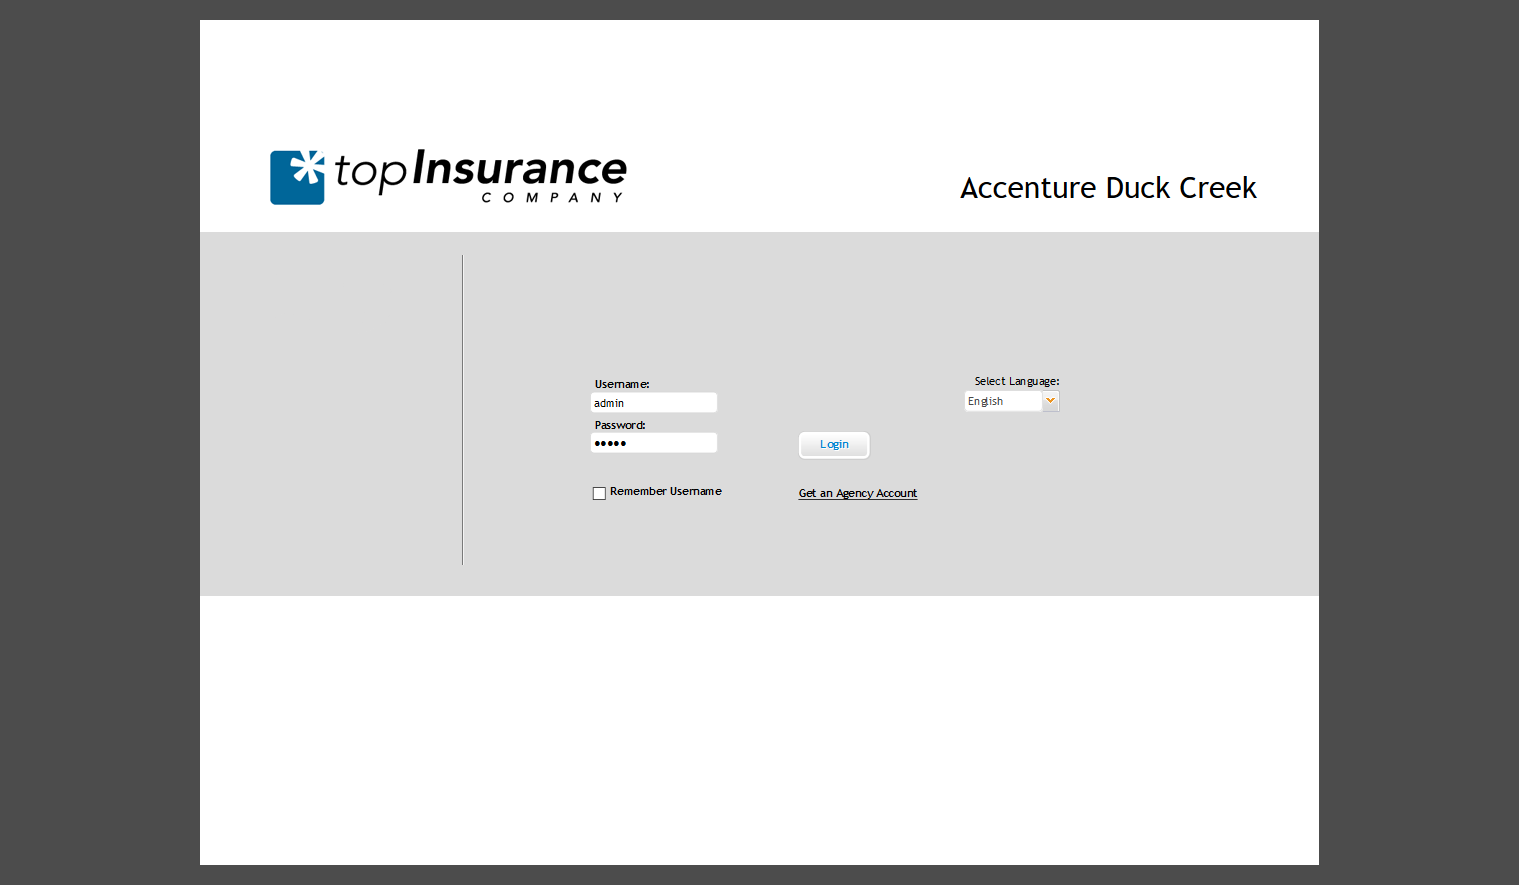 topInsurance
COMPANY
Accenture Duck Creek
Username:
admin
Password:
•••••
Login
Remember Username
Get an Agency Account
Select Language:
English